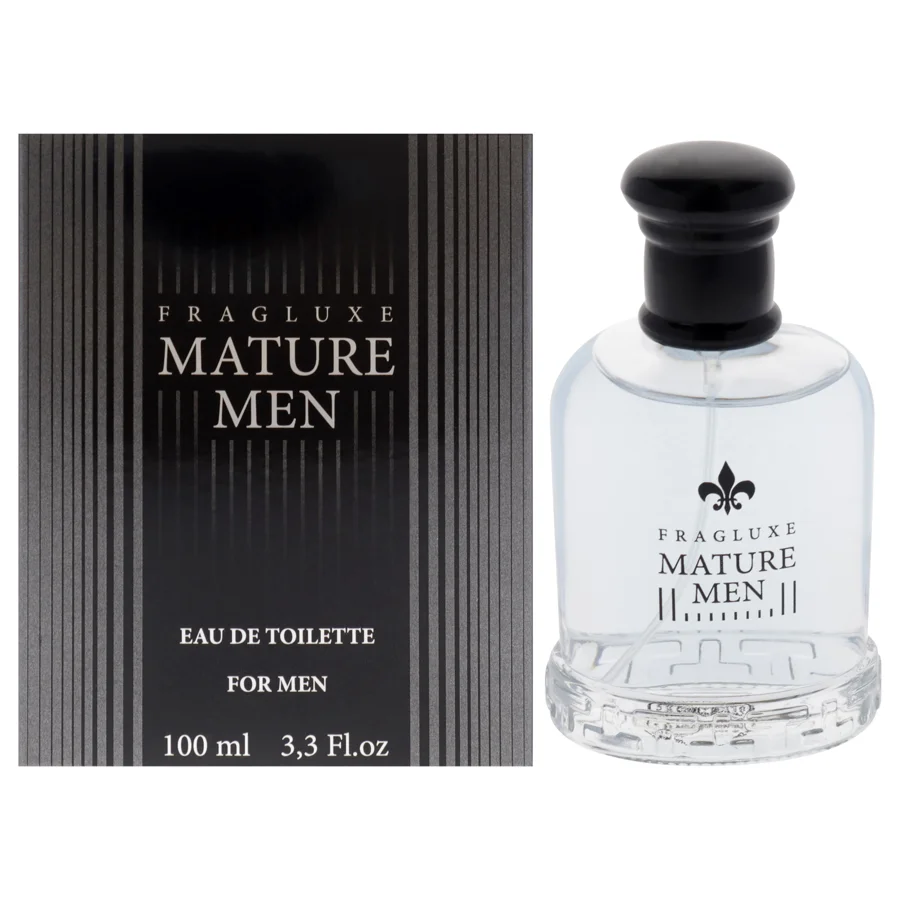 FRAGLUXE
MATURE
MEN
EAU DE TOILETTE
FOR MEN
100 ml 3,3 Fl.oz
FRAGLUXE
MATURE
MEN